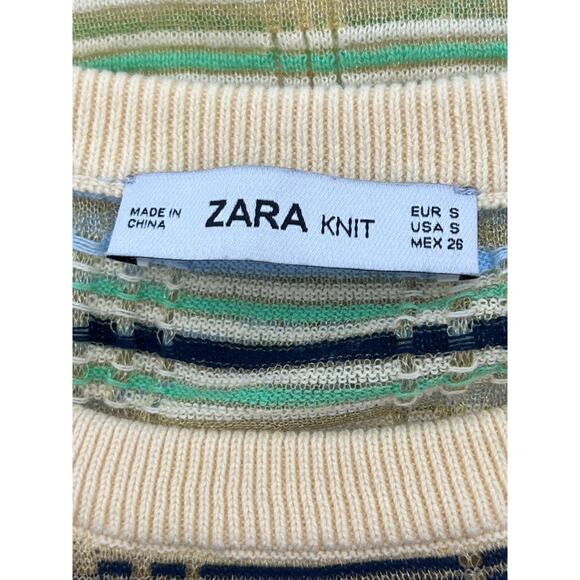 MADE IN
CHINA
ZARA KNIT
EUR S
USA S
MEX 26